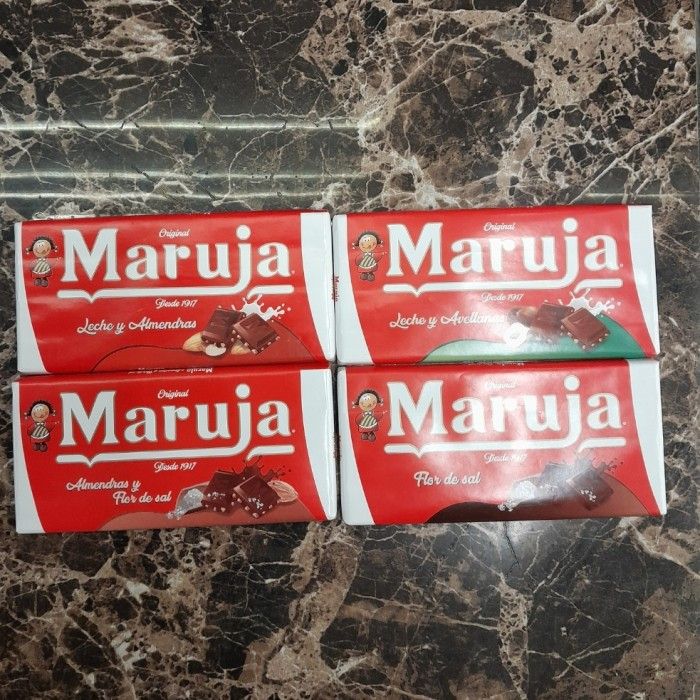 Original
Maruja
Desde 1917
Leche y Almendras
Original
Maruja
Desde 1917
Leche y Avellanas
Original
Maruja
Desde 1917
Almendras y
Flor de sal
Original
Maruja
Desde 1917
Flor de sal